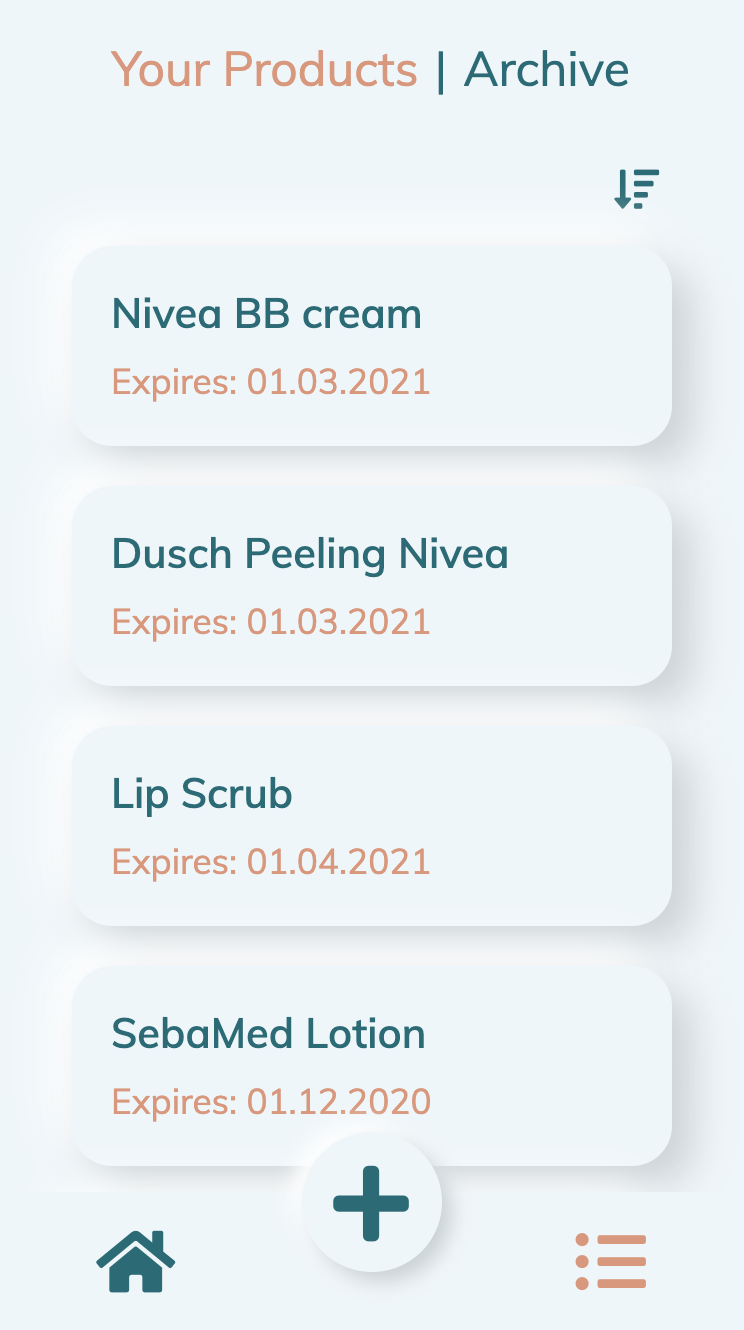 Your Products | Archive
Nivea BB cream
Expires: 01.03.2021
Dusch Peeling Nivea
Expires: 01.03.2021
Lip Scrub
Expires: 01.04.2021
SebaMed Lotion
Expires: 01.12.2020